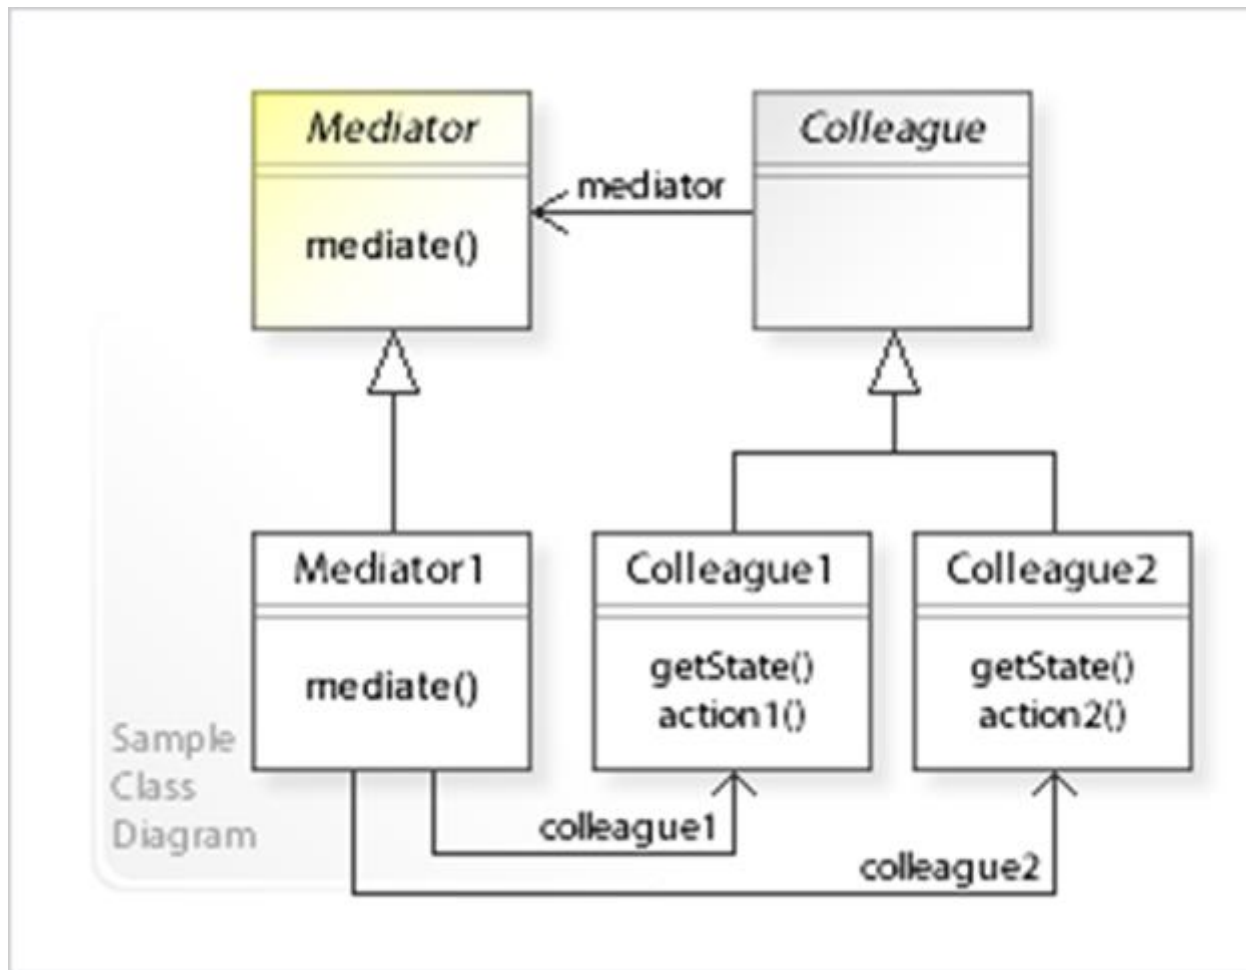 Mediator
mediate()
mediator
Colleague
Mediator1
mediate()
Colleague1
getState()
action1()
Colleague2
getState()
action2()
Sample
Class
Diagram
colleague1
colleague2